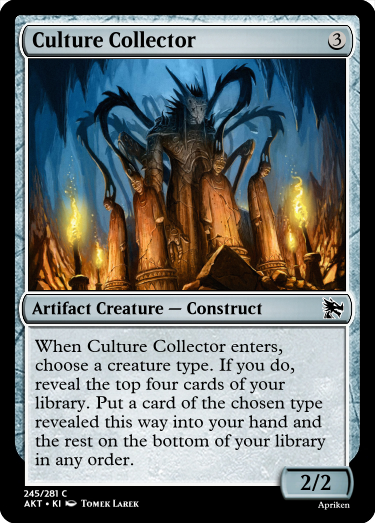 Culture Collector 3
Artifact Creature — Construct
When Culture Collector enters,
choose a creature type. If you do,
reveal the top four cards of your
library. Put a card of the chosen type
revealed this way into your hand and
the rest on the bottom of your library
in any order.
2/2
245/281 C
AKT • KI Tomek Larek
Apriken